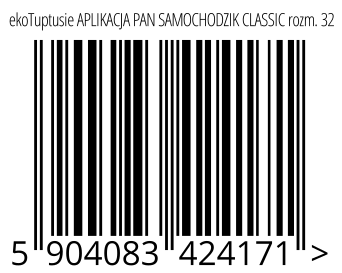 ekoTuptusie APLIKACJA PAN SAMOCHODZIK CLASSIC rozm. 32
5 904083 424171 >